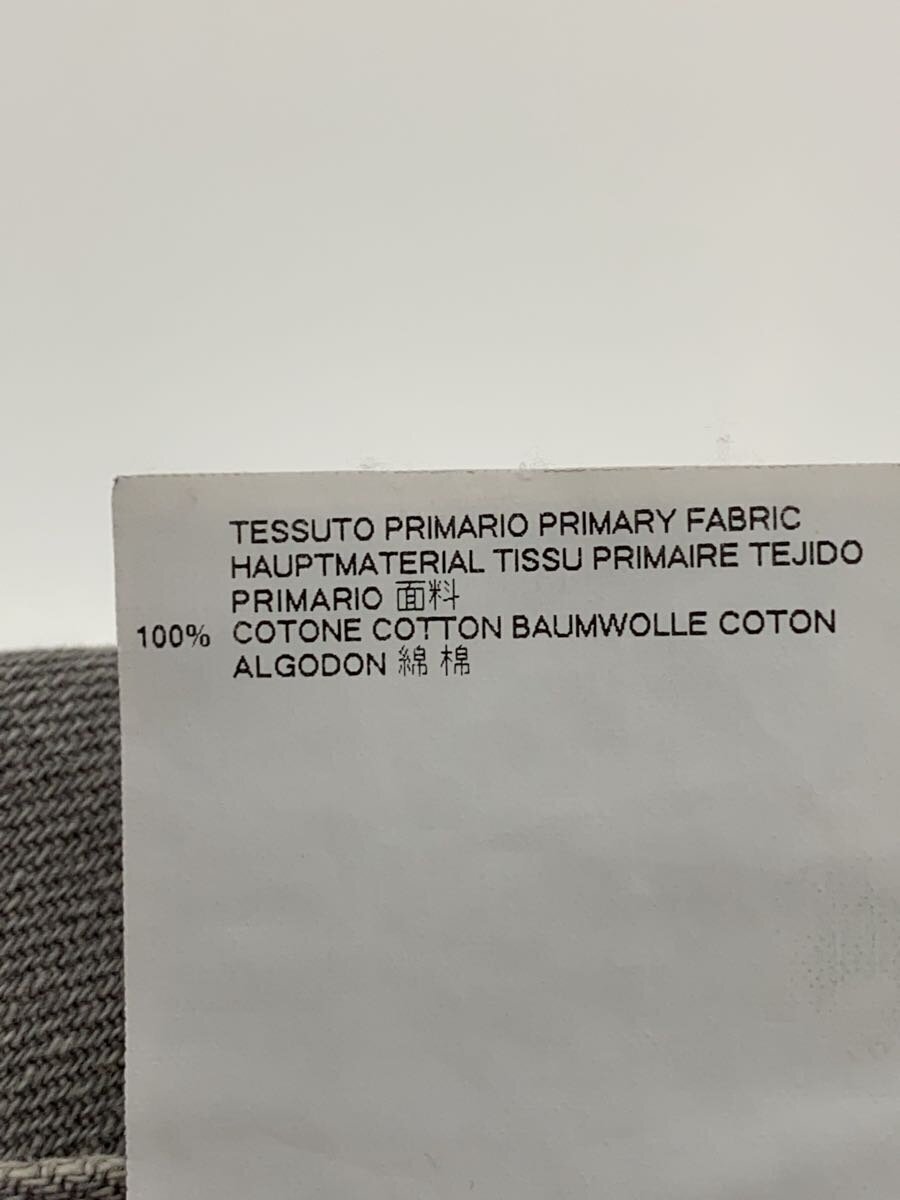 TESSUTO PRIMARIO PRIMARY FABRIC
HAUPTMATERIAL TISSU PRIMAIRE TEJIDO
PRIMARIO 面料
100% COTONE COTTON BAUMWOLLE COTON
ALGODON 綿 棉